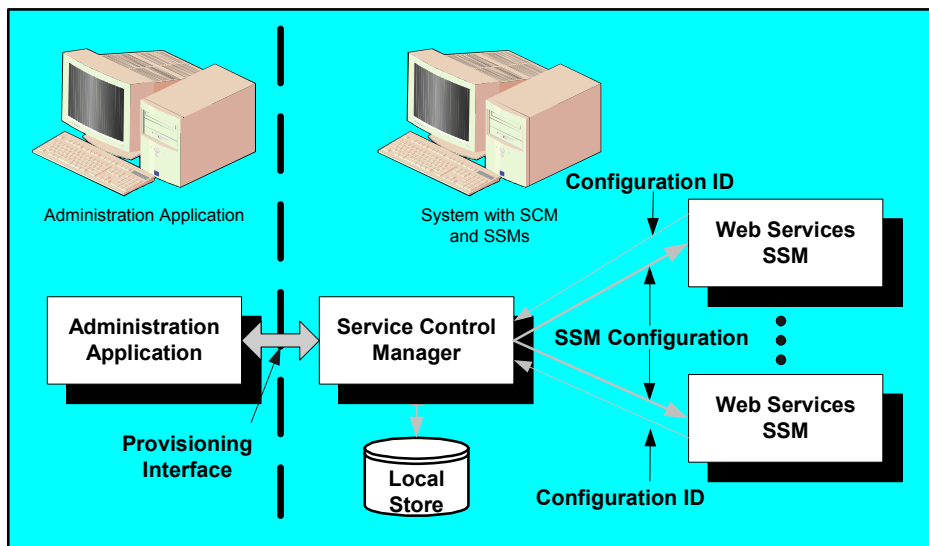 Administration Application
System with SCM
and SSMs
Configuration ID
Web Services
SSM
Administration
Application
Service Control
Manager
SSM Configuration
Web Services
SSM
Provisioning
Interface
Local
Store
Configuration ID